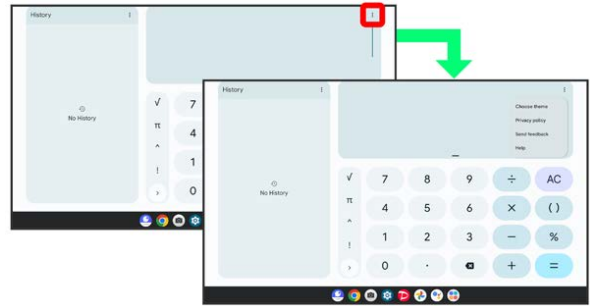 History
No History
√ 7
π 4
^ 1
! 0
History
No History
Choose theme
Privacy policy
Send feedback
Help
√ 7 8 9 ÷ AC
π 4 5 6 × ( )
^ 1 2 3 − %
! 0 . + =